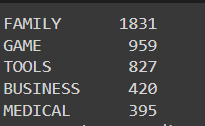 FAMILY 1831
GAME 959
TOOLS 827
BUSINESS 420
MEDICAL 395